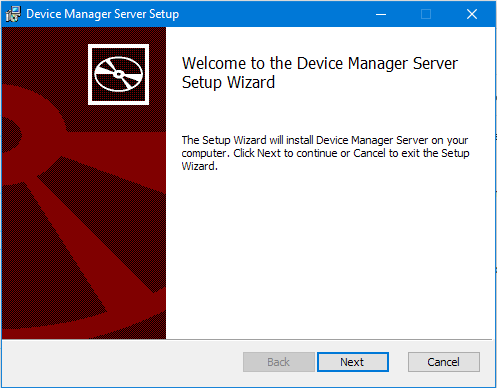 Device Manager Server Setup
Welcome to the Device Manager Server
Setup Wizard
The Setup Wizard will install Device Manager Server on your
computer. Click Next to continue or Cancel to exit the Setup
Wizard.
Back
Next
Cancel